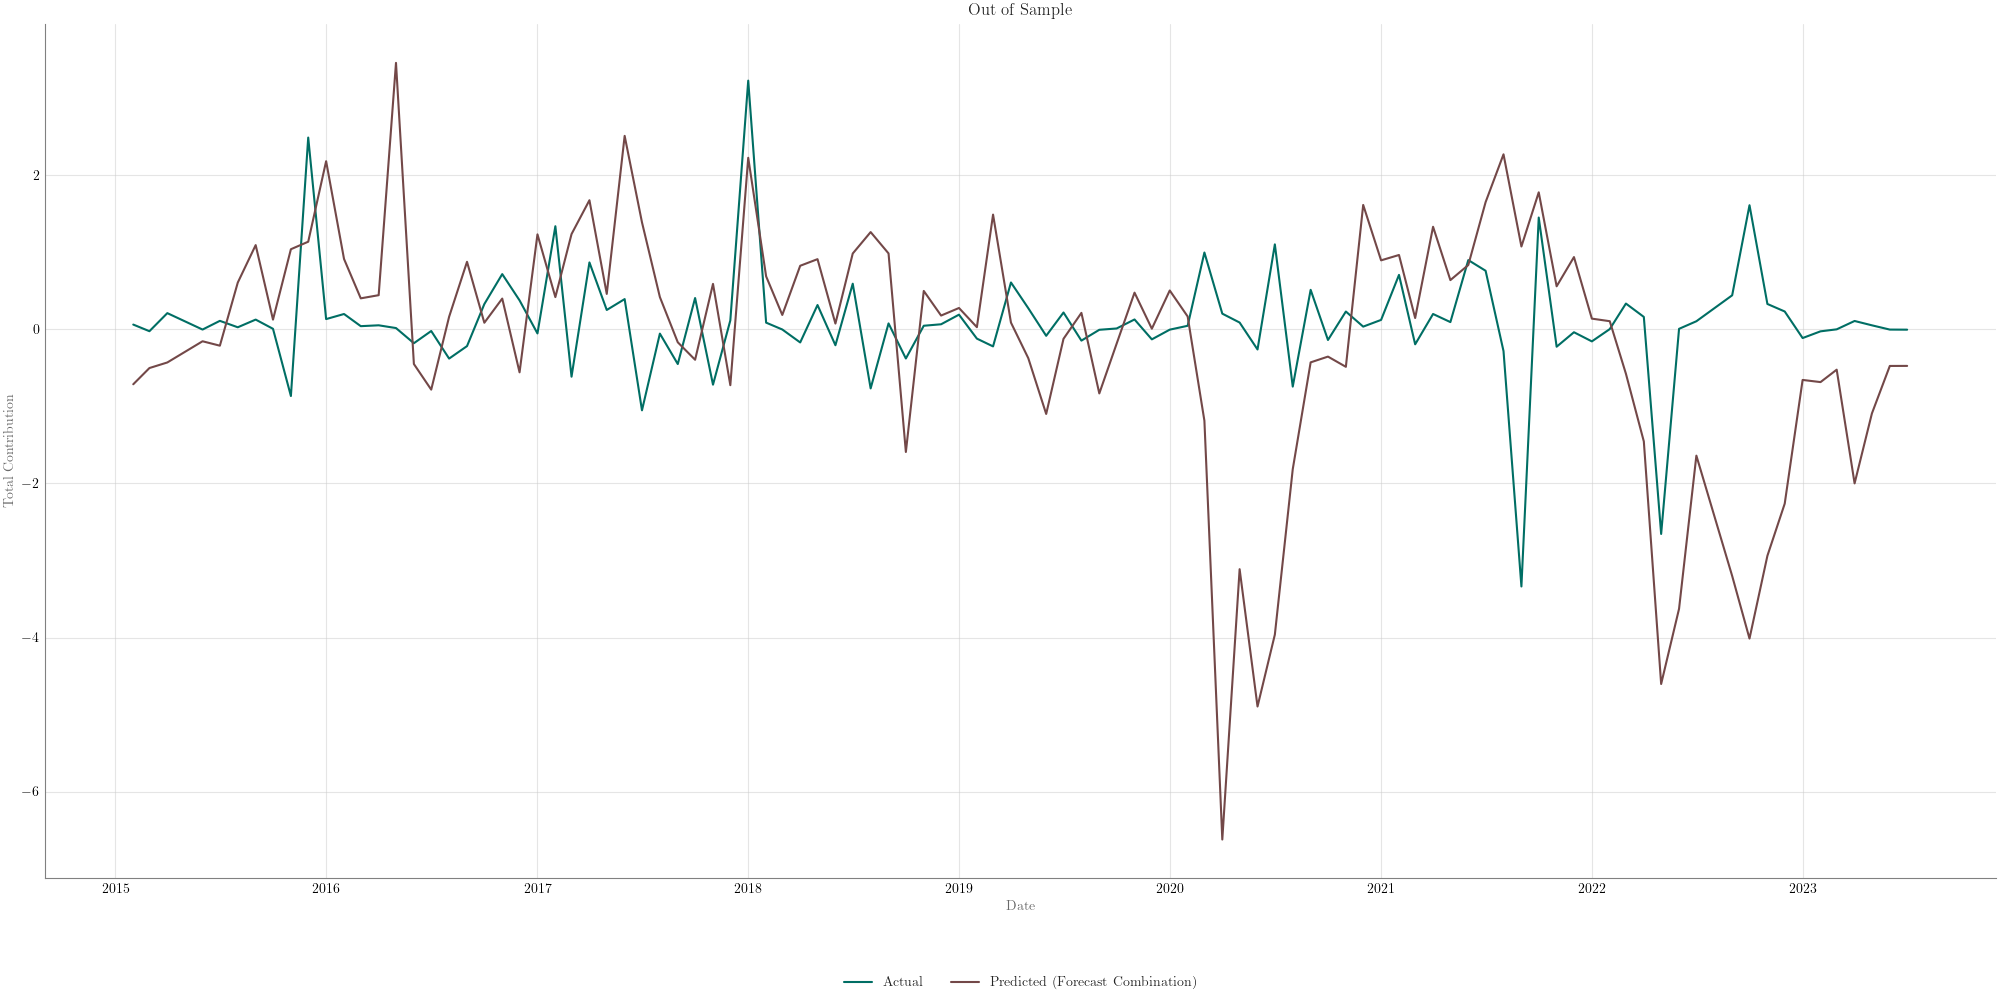 Out of Sample
Total Contribution
2
0
−2
−4
−6
2015 2016 2017 2018 2019 2020 2021 2022 2023
Date
Actual Predicted (Forecast Combination)